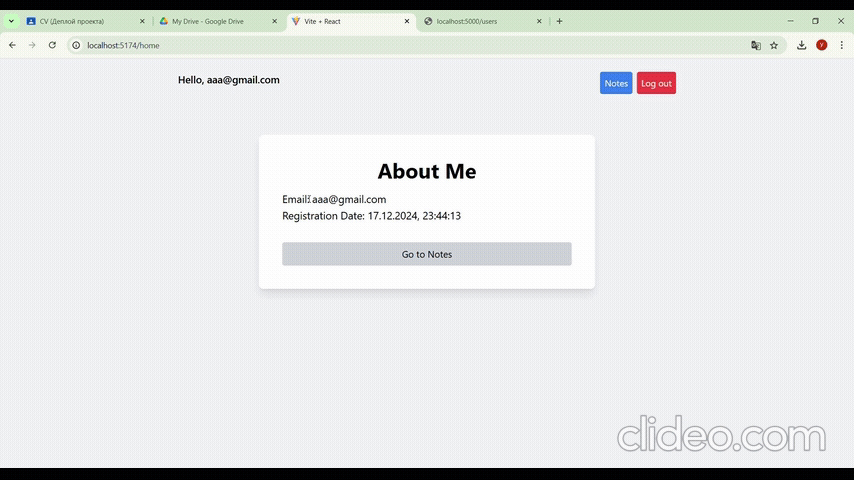 CV (Деплой проекта)
My Drive - Google Drive
Vite + React
localhost:5000/users
localhost:5174/home
Hello, aaa@gmail.com
Notes
Log out
About Me
Email: aaa@gmail.com
Registration Date: 17.12.2024, 23:44:13
Go to Notes
clideo.com